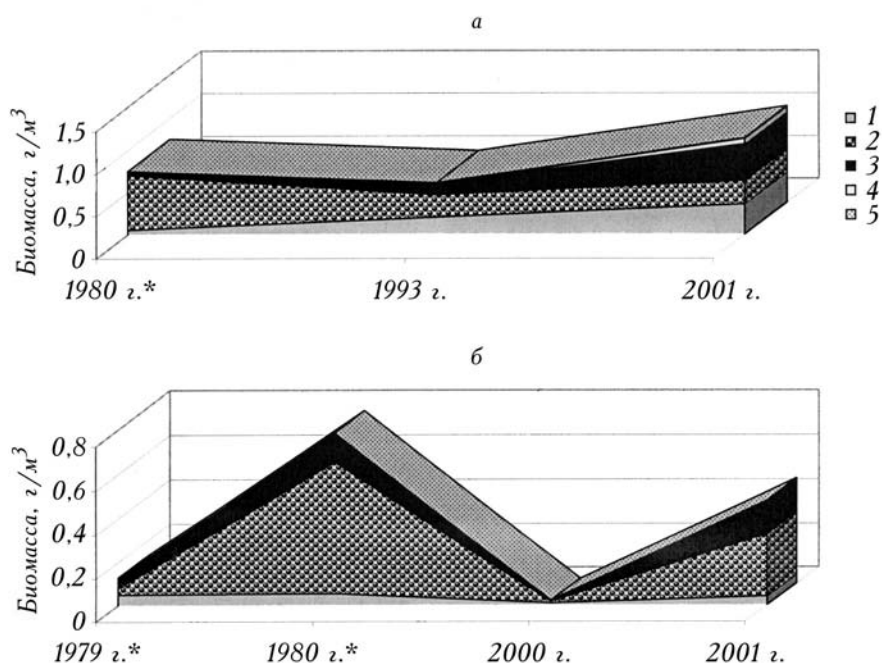 а
Биомасса, г/м³
1,5
1,0
0,5
0
1980 г.*
1993 г.
2001 г.
1
2
3
4
5
б
Биомасса, г/м³
0,8
0,6
0,4
0,2
0
1979 г.*
1980 г.*
2000 г.
2001 г.